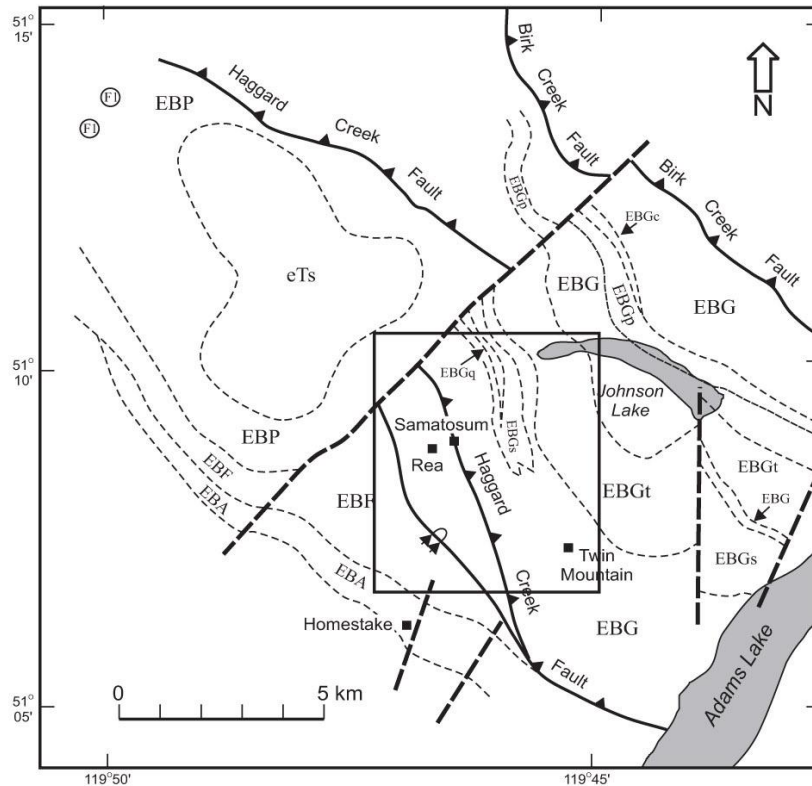 51°
15'
Birk
Creek
Fault
N
Haggard
Creek
Fault
EBP
F1
F1
Birk
Creek
Fault
EBGp
EBGc
eTs
EBG
EBGp
EBG
51°
10'
EBGq
Johnson
Lake
Samatosum
Rea
EBGs
EBP
EBF
EBA
EBF
Haggard
Creek
Fault
EBGt
EBGt
EBG
EBGs
EBA
Twin
Mountain
Homestake
EBG
Adams Lake
0
5 km
51°
05'
119°50'
119°45'